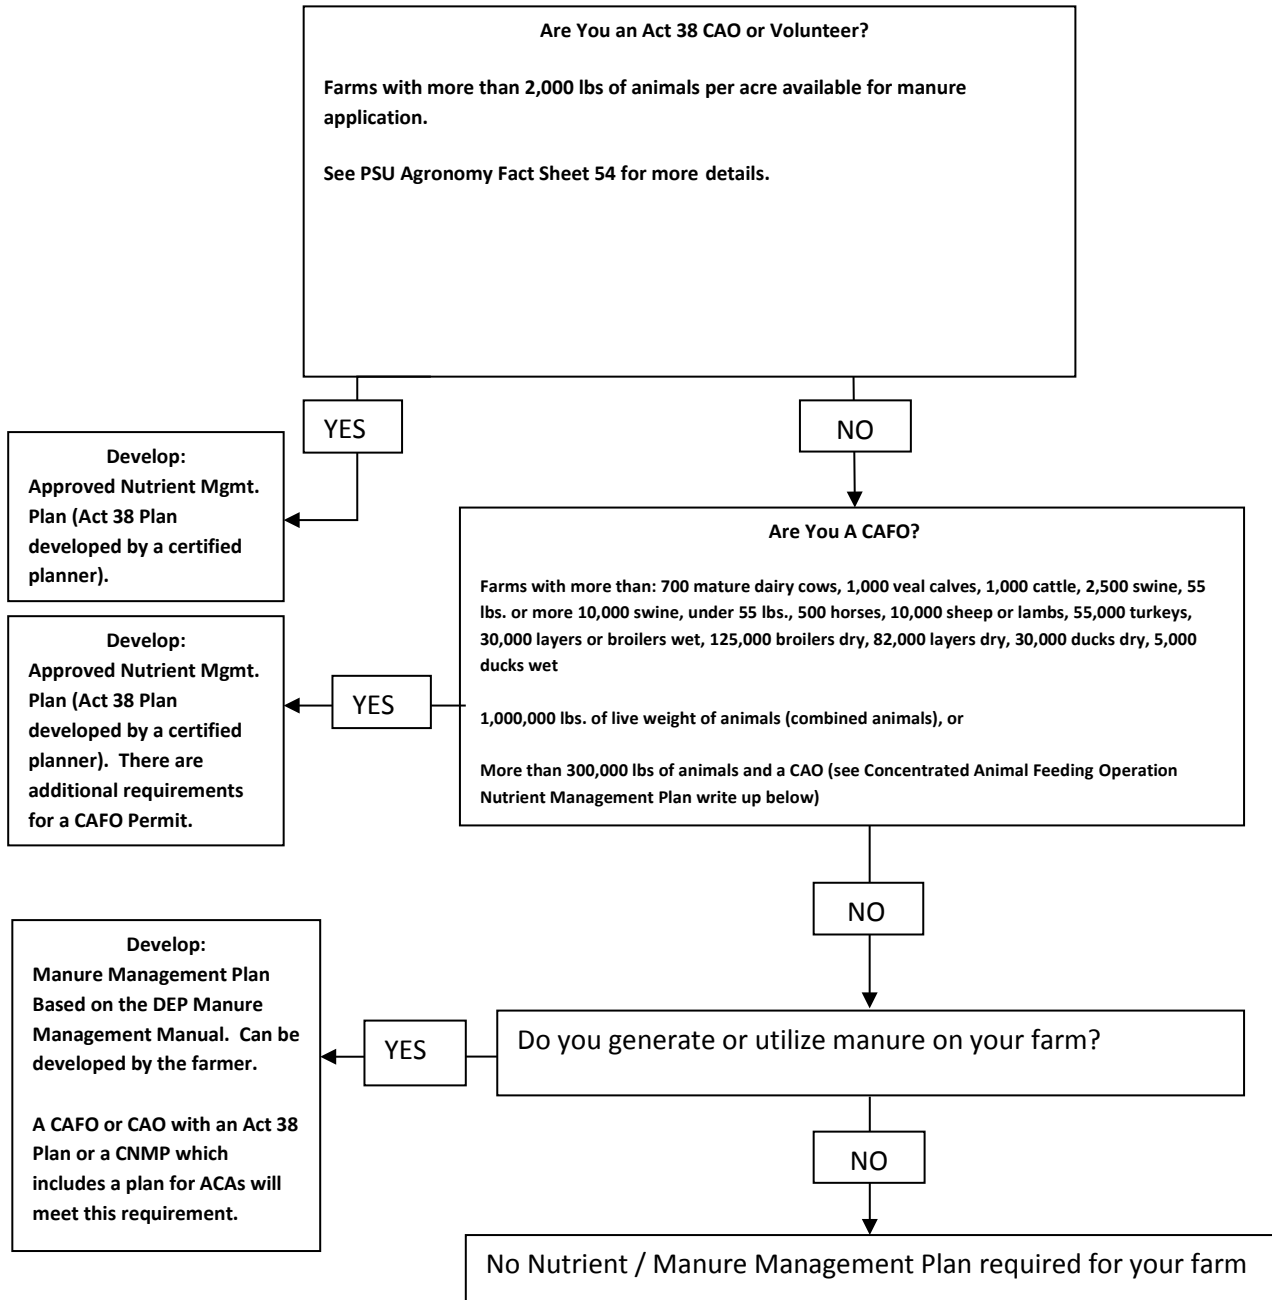 Are You an Act 38 CAO or Volunteer?
Farms with more than 2,000 lbs of animals per acre available for manure
application.
See PSU Agronomy Fact Sheet 54 for more details.
YES
NO
Develop:
Approved Nutrient Mgmt.
Plan (Act 38 Plan
developed by a certified
planner).
Are You A CAFO?
Farms with more than: 700 mature dairy cows, 1,000 veal calves, 1,000 cattle, 2,500 swine, 55
lbs. or more 10,000 swine, under 55 lbs., 500 horses, 10,000 sheep or lambs, 55,000 turkeys,
30,000 layers or broilers wet, 125,000 broilers dry, 82,000 layers dry, 30,000 ducks dry, 5,000
ducks wet
1,000,000 lbs. of live weight of animals (combined animals), or
More than 300,000 lbs of animals and a CAO (see Concentrated Animal Feeding Operation
Nutrient Management Plan write up below)
YES
Develop:
Approved Nutrient Mgmt.
Plan (Act 38 Plan
developed by a certified
planner).  There are
additional requirements
for a CAFO Permit.
NO
Do you generate or utilize manure on your farm?
YES
Develop:
Manure Management Plan
Based on the DEP Manure
Management Manual.  Can be
developed by the farmer.
A CAFO or CAO with an Act 38
Plan or a CNMP which
includes a plan for ACAs will
meet this requirement.
NO
No Nutrient / Manure Management Plan required for your farm